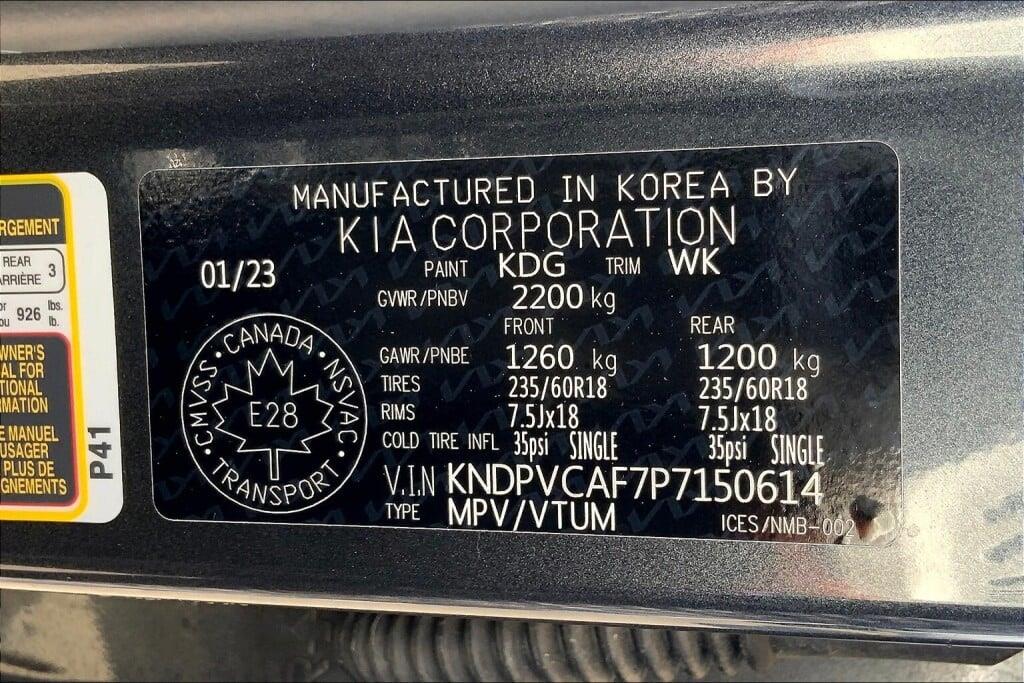 MANUFACTURED IN KOREA BY
KIA CORPORATION
01/23 PAINT KDG TRIM WK
GVWR/PNBV 2200 kg
FRONT REAR
GAWR/PNBE 1260 kg 1200 kg
TIRES 235/60R18 235/60R18
RIMS 7.5Jx18 7.5Jx18
COLD TIRE INFL 35psi SINGLE 35psi SINGLE
V.I.N KNDPVCAF7P7150614
TYPE MPV/VTUM ICES/NMB-002
CMVSS • CANADA • NSVAC • TRANSPORT •
E28
RGEMENT
REAR 3
ARRIÈRE
926 lbs.
ou lb.
WNER'S
AL FOR
TIONAL
RMATION
E MANUEL
USAGER
PLUS DE
GNEMENTS
P41